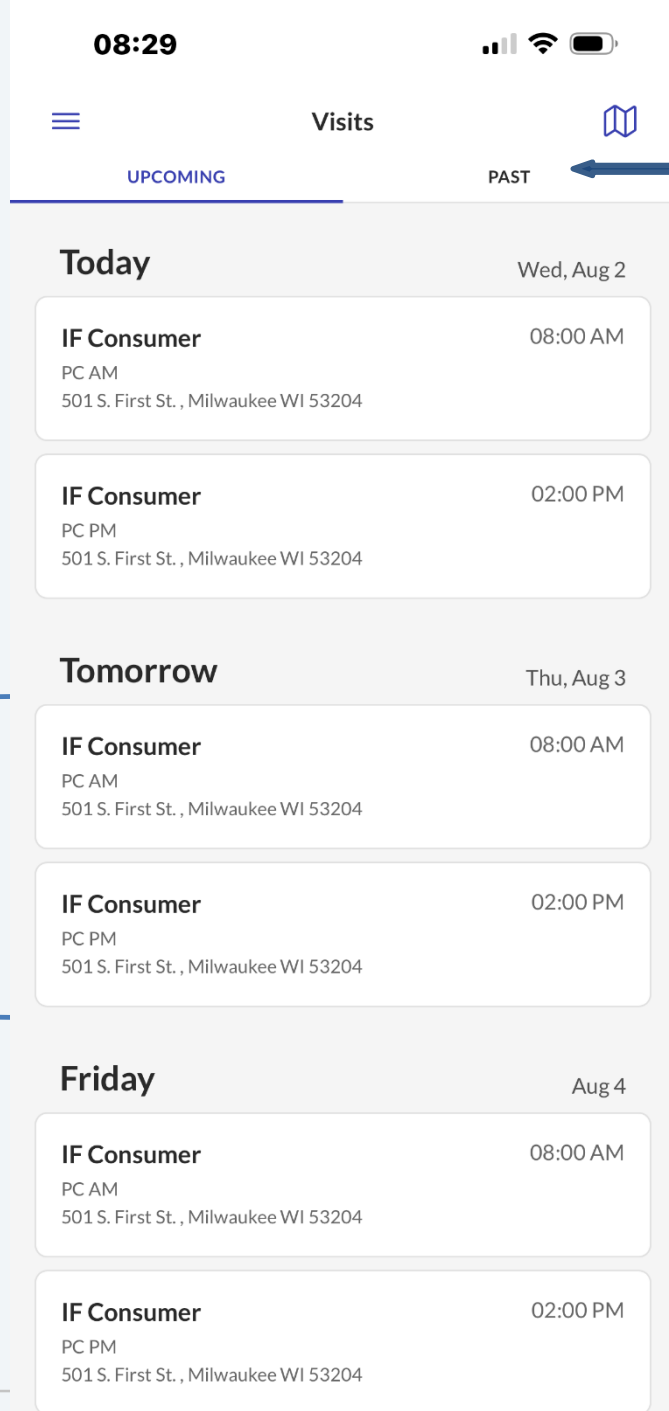 08:29
Visits
UPCOMING
PAST
Today
Wed, Aug 2
IF Consumer
08:00 AM
PC AM
501 S. First St. , Milwaukee WI 53204
IF Consumer
02:00 PM
PC PM
501 S. First St. , Milwaukee WI 53204
Tomorrow
Thu, Aug 3
IF Consumer
08:00 AM
PC AM
501 S. First St. , Milwaukee WI 53204
IF Consumer
02:00 PM
PC PM
501 S. First St. , Milwaukee WI 53204
Friday
Aug 4
IF Consumer
08:00 AM
PC AM
501 S. First St. , Milwaukee WI 53204
IF Consumer
02:00 PM
PC PM
501 S. First St. , Milwaukee WI 53204